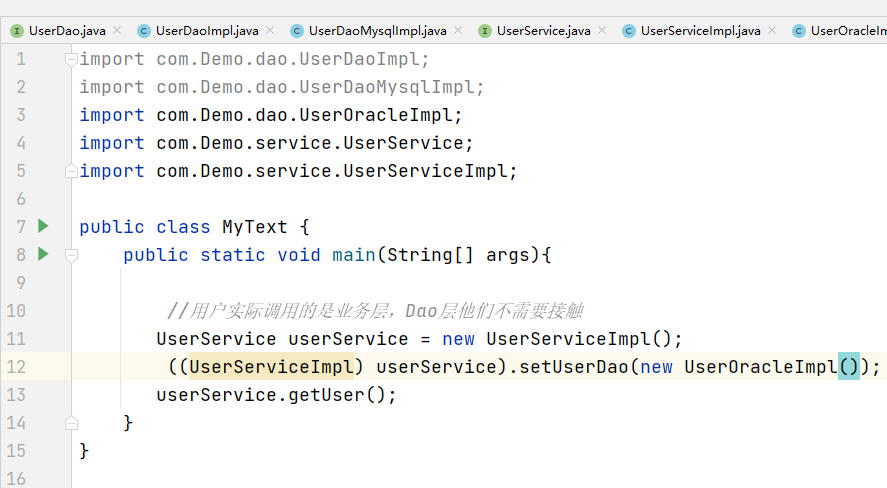 UserDao.java UserDaoImpl.java UserDaoMysqlImpl.java UserService.java UserServiceImpl.java UserOracleIm
1 import com.Demo.dao.UserDaoImpl;
2 import com.Demo.dao.UserDaoMysqlImpl;
3 import com.Demo.dao.UserOracleImpl;
4 import com.Demo.service.UserService;
5 import com.Demo.service.UserServiceImpl;
6
7 public class MyText {
8 public static void main(String[] args){
9
10 //用户实际调用的是业务层，Dao层他们不需要接触
11 UserService userService = new UserServiceImpl();
12 ((UserServiceImpl) userService).setUserDao(new UserOracleImpl());
13 userService.getUser();
14 }
15 }
16